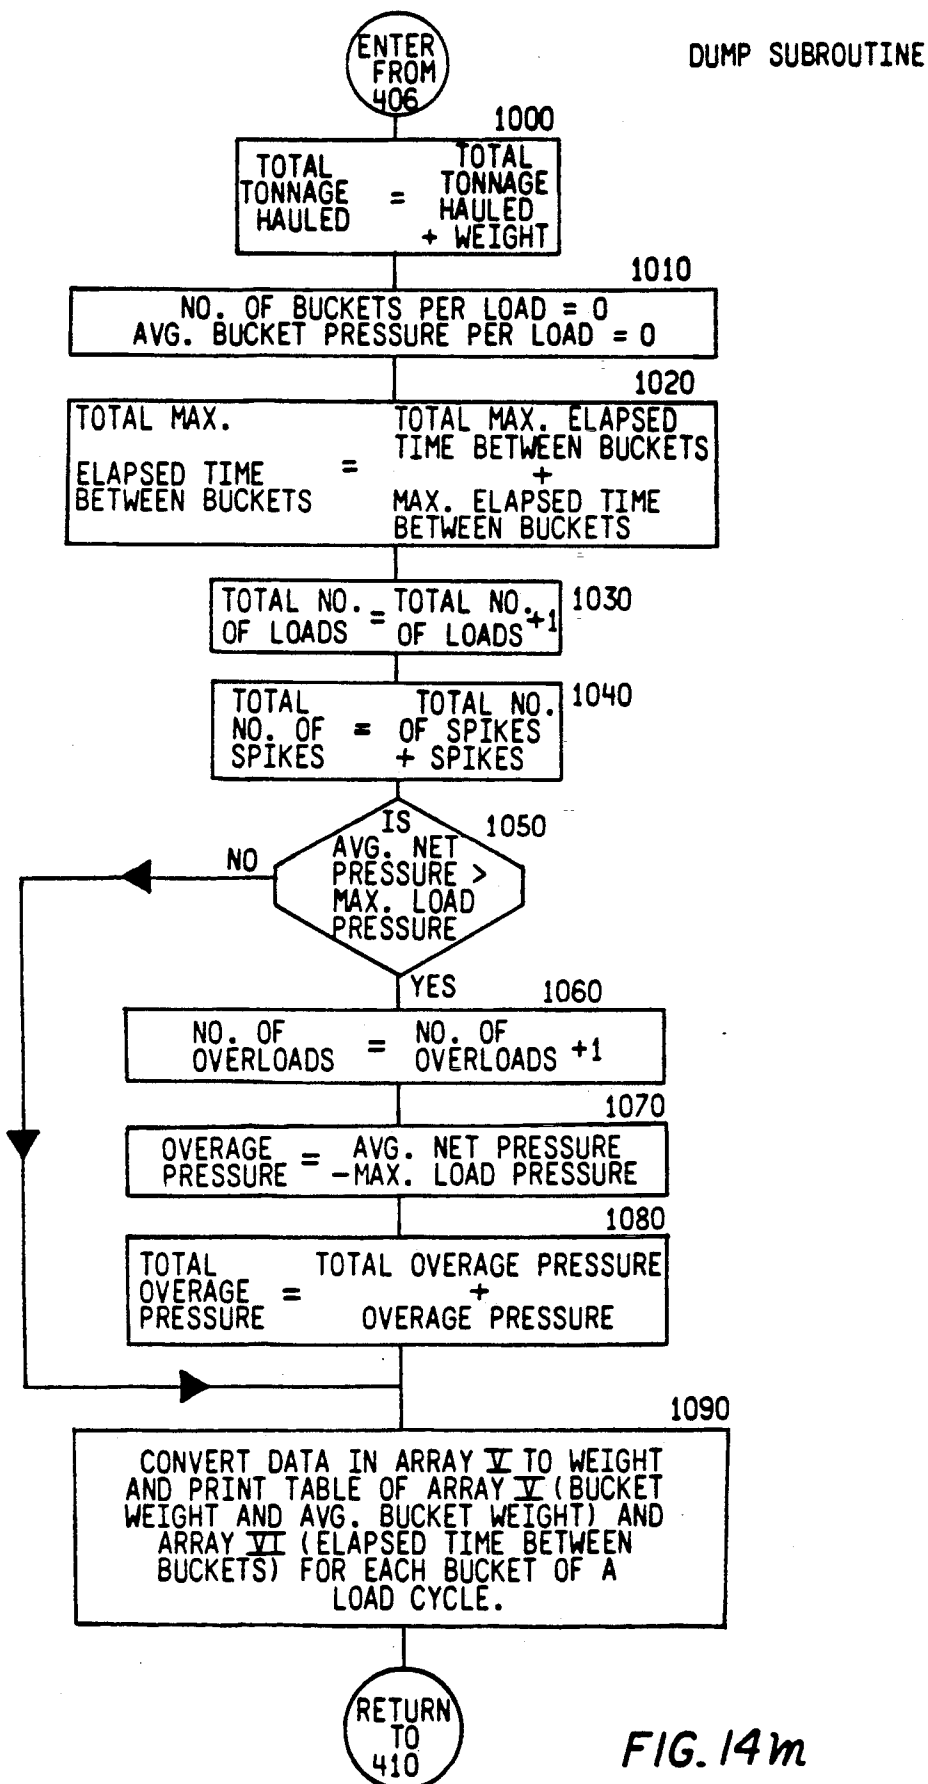 DUMP SUBROUTINE
ENTER
FROM
406
1000
TOTAL
TONNAGE
HAULED
=
TOTAL
TONNAGE
HAULED
+ WEIGHT
1010
NO. OF BUCKETS PER LOAD = 0
AVG. BUCKET PRESSURE PER LOAD = 0
1020
TOTAL MAX.
ELAPSED TIME
BETWEEN BUCKETS
=
TOTAL MAX. ELAPSED
TIME BETWEEN BUCKETS
+
MAX. ELAPSED TIME
BETWEEN BUCKETS
1030
TOTAL NO.
OF LOADS
=
TOTAL NO.
OF LOADS
+1
1040
TOTAL
NO. OF
SPIKES
=
TOTAL NO.
OF SPIKES
+ SPIKES
1050
IS
AVG. NET
PRESSURE >
MAX. LOAD
PRESSURE
NO
YES
1060
NO. OF
OVERLOADS
=
NO. OF
OVERLOADS
+1
1070
OVERAGE
PRESSURE
=
AVG. NET PRESSURE
-MAX. LOAD PRESSURE
1080
TOTAL
OVERAGE
PRESSURE
=
TOTAL OVERAGE PRESSURE
+
OVERAGE PRESSURE
1090
CONVERT DATA IN ARRAY V TO WEIGHT
AND PRINT TABLE OF ARRAY V (BUCKET
WEIGHT AND AVG. BUCKET WEIGHT) AND
ARRAY VI (ELAPSED TIME BETWEEN
BUCKETS) FOR EACH BUCKET OF A
LOAD CYCLE.
RETURN
TO
410
FIG. 14m